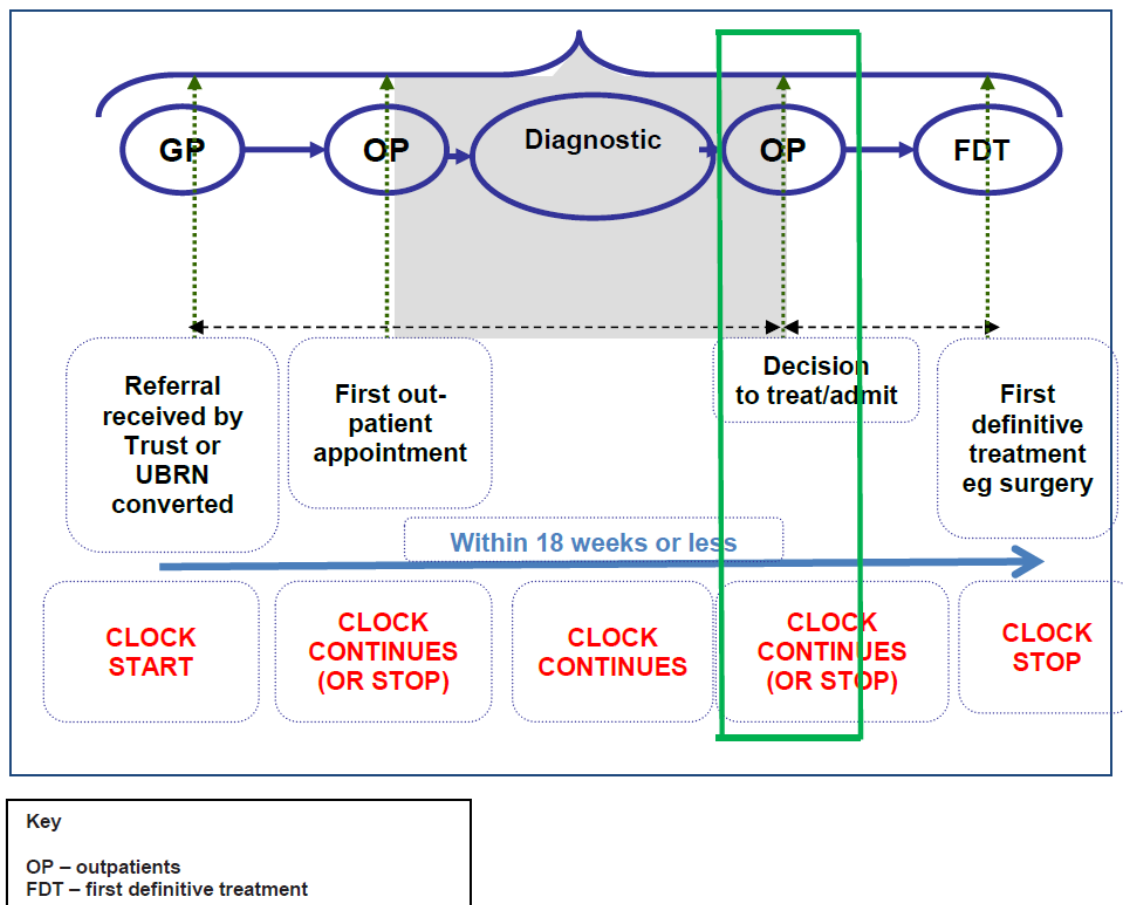 GP
OP
Diagnostic
OP
FDT
Referral
received by
Trust or
UBRN
converted
First out-
patient
appointment
Decision
to treat/admit
First
definitive
treatment
eg surgery
Within 18 weeks or less
CLOCK
START
CLOCK
CONTINUES
(OR STOP)
CLOCK
CONTINUES
CLOCK
CONTINUES
(OR STOP)
CLOCK
STOP
Key
OP – outpatients
FDT – first definitive treatment